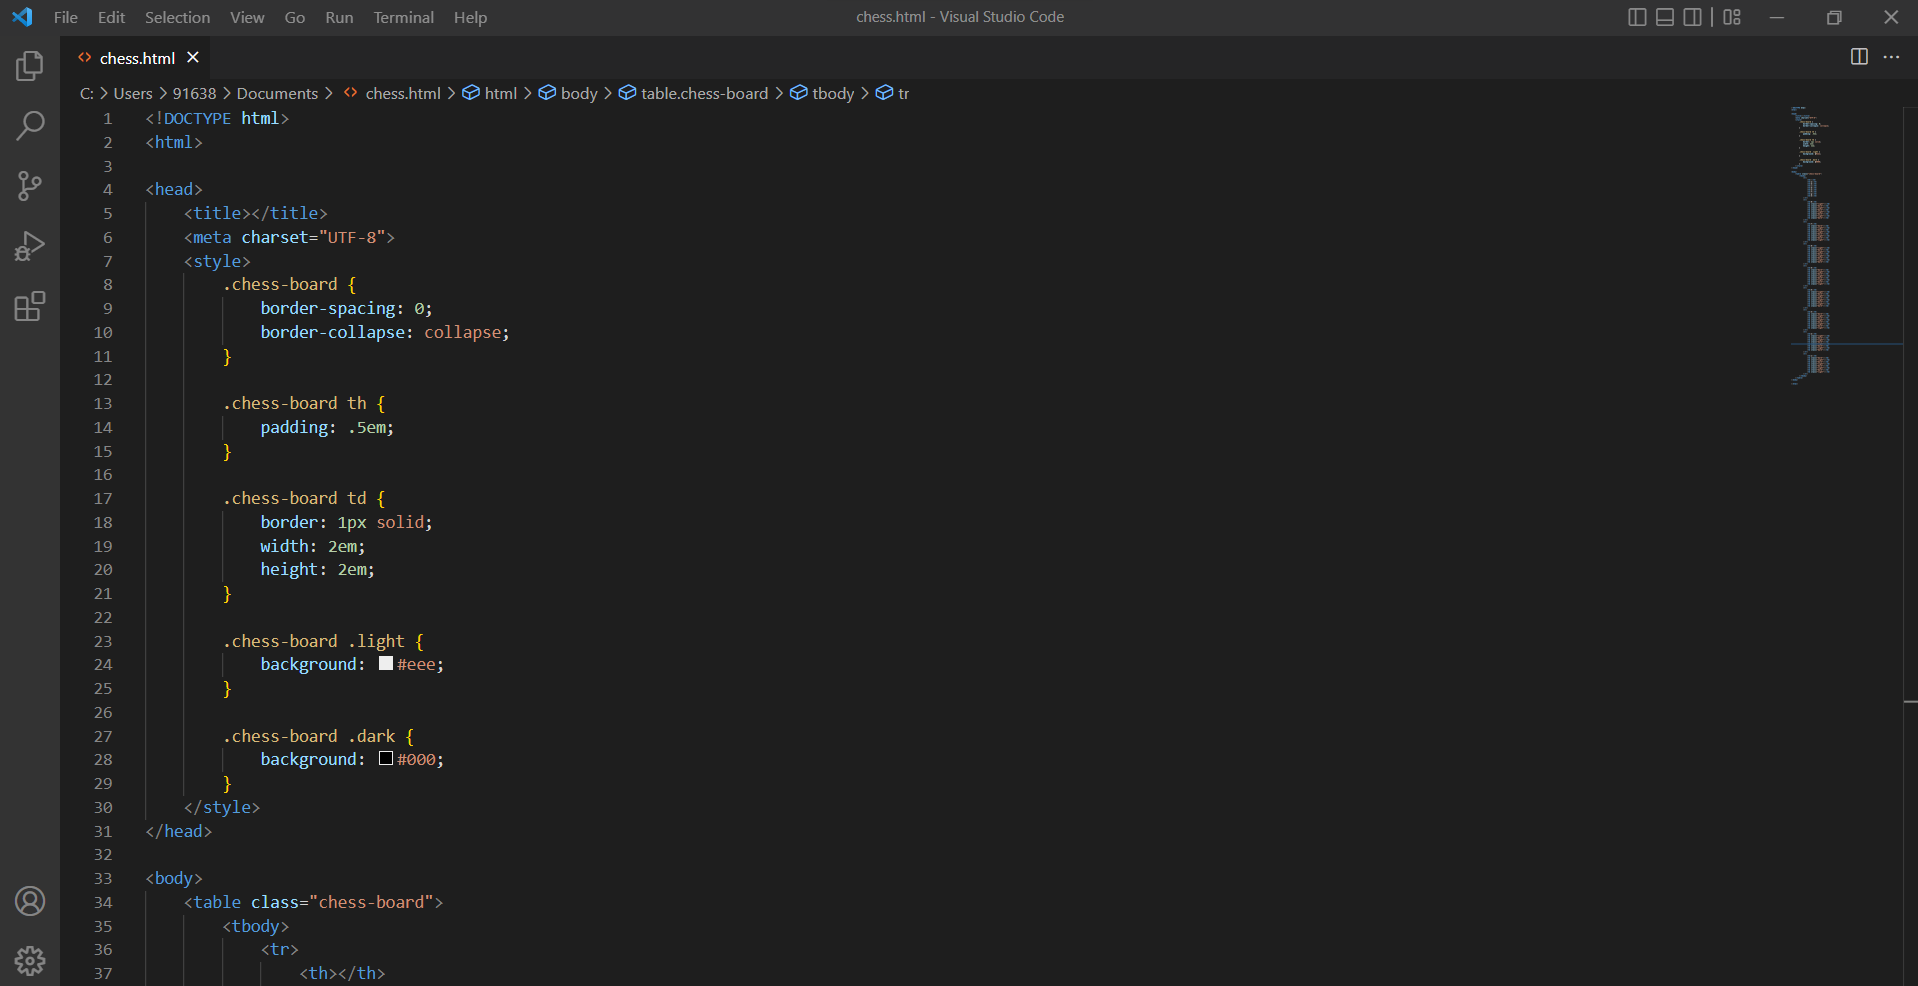 File Edit Selection View Go Run Terminal Help chess.html - Visual Studio Code
chess.html
C: > Users > 91638 > Documents > chess.html > html > body > table.chess-board > tbody > tr
1 <!DOCTYPE html>
2 <html>
3
4 <head>
5 <title></title>
6 <meta charset="UTF-8">
7 <style>
8 .chess-board {
9 border-spacing: 0;
10 border-collapse: collapse;
11 }
12
13 .chess-board th {
14 padding: .5em;
15 }
16
17 .chess-board td {
18 border: 1px solid;
19 width: 2em;
20 height: 2em;
21 }
22
23 .chess-board .light {
24 background: #eee;
25 }
26
27 .chess-board .dark {
28 background: #000;
29 }
30 </style>
31 </head>
32
33 <body>
34 <table class="chess-board">
35 <tbody>
36 <tr>
37 <th></th>